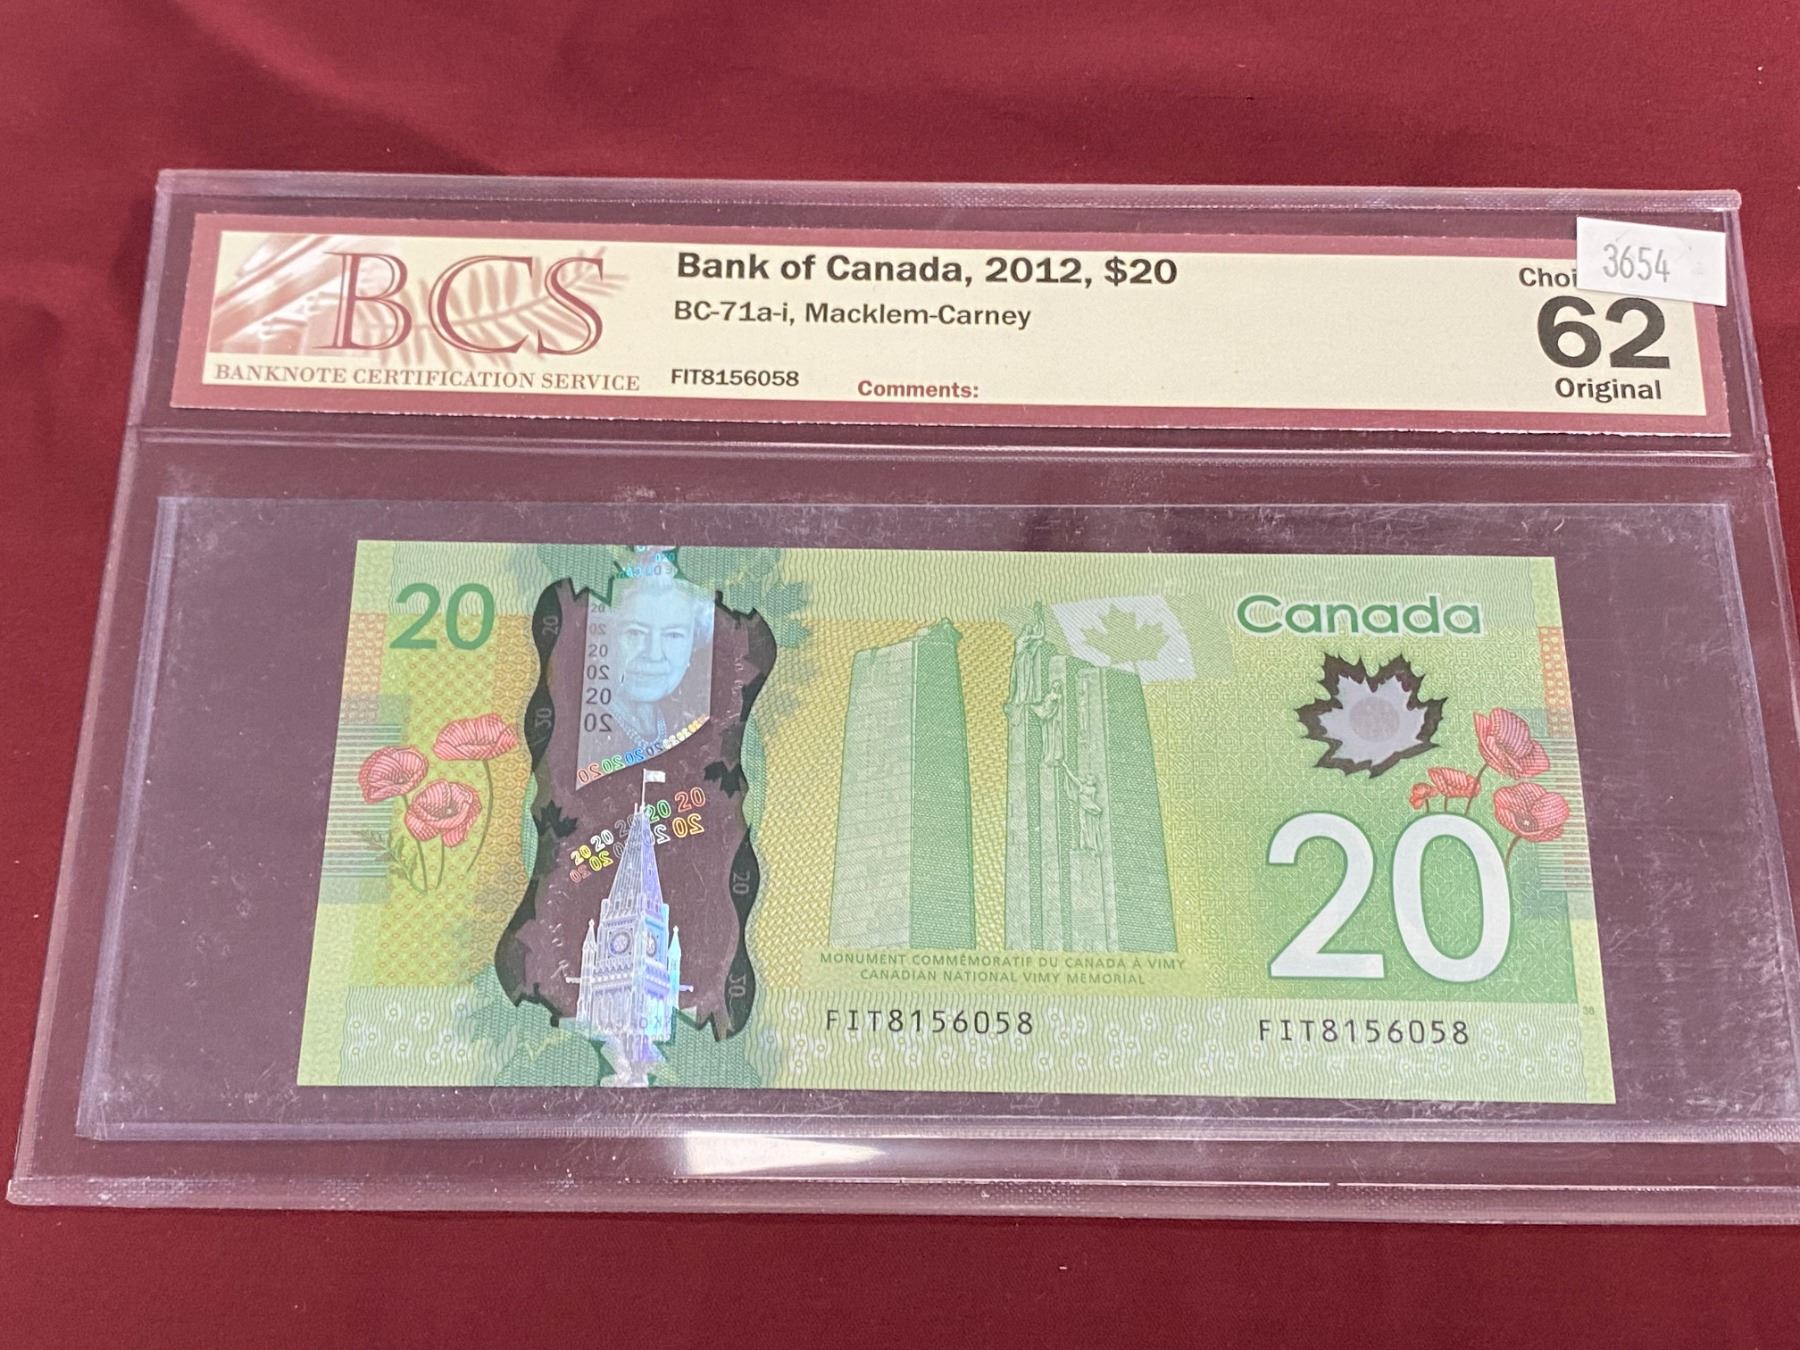 BCS
BANKNOTE CERTIFICATION SERVICE
Bank of Canada, 2012, $20
BC-71a-i, Macklem-Carney
FIT8156058
Comments:
3654
62
Original
20
Canada
20
MONUMENT COMMÉMORATIF DU CANADA À VIMY
CANADIAN NATIONAL VIMY MEMORIAL
FIT8156058
FIT8156058